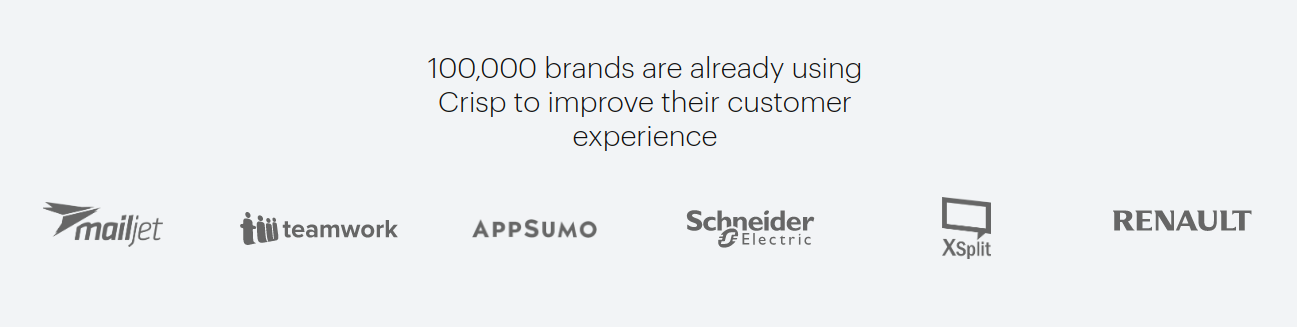 100,000 brands are already using
Crisp to improve their customer
experience
mailjet
teamwork
APPSUMO
Schneider
Electric
XSplit
RENAULT